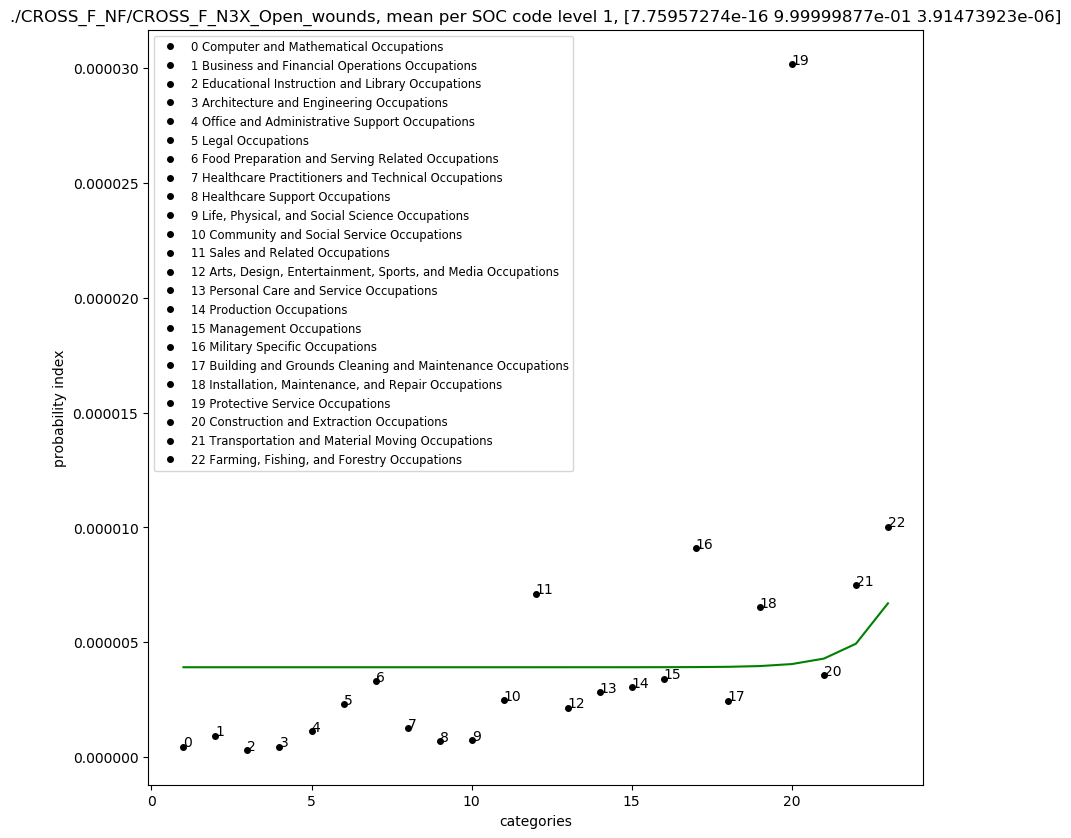 ./CROSS_F_NF/CROSS_F_N3X_Open_wounds, mean per SOC code level 1, [7.75957274e-16 9.99999877e-01 3.91473923e-06]
0 Computer and Mathematical Occupations
1 Business and Financial Operations Occupations
2 Educational Instruction and Library Occupations
3 Architecture and Engineering Occupations
4 Office and Administrative Support Occupations
5 Legal Occupations
6 Food Preparation and Serving Related Occupations
7 Healthcare Practitioners and Technical Occupations
8 Healthcare Support Occupations
9 Life, Physical, and Social Science Occupations
10 Community and Social Service Occupations
11 Sales and Related Occupations
12 Arts, Design, Entertainment, Sports, and Media Occupations
13 Personal Care and Service Occupations
14 Production Occupations
15 Management Occupations
16 Military Specific Occupations
17 Building and Grounds Cleaning and Maintenance Occupations
18 Installation, Maintenance, and Repair Occupations
19 Protective Service Occupations
20 Construction and Extraction Occupations
21 Transportation and Material Moving Occupations
22 Farming, Fishing, and Forestry Occupations
probability index
0.000030
0.000025
0.000020
0.000015
0.000010
0.000005
0.000000
0
1
2
3
4
5
6
7
8
9
10
11
12
13
14
15
16
17
18
19
20
21
22
0
5
10
15
20
categories